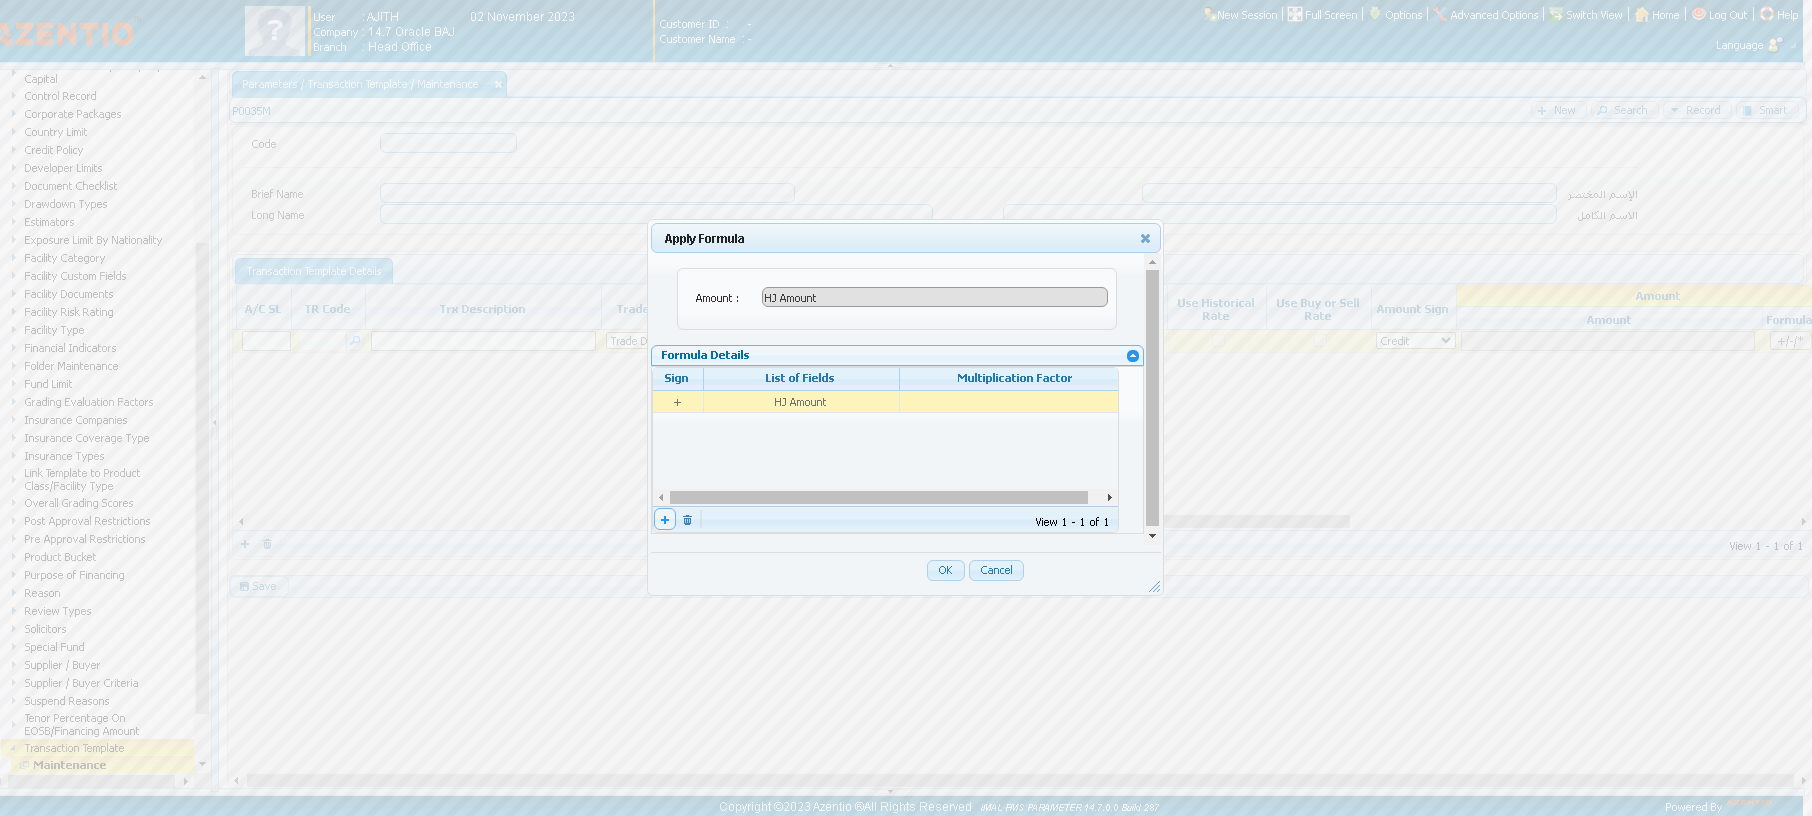 AZENTIO
User : AJITH 02 November 2023
Company : 14.7 Oracle BAJ
Branch : Head Office
Customer ID : -
Customer Name : -
New Session Full Screen Options Advanced Options Switch View Home Log Out Help
Language
Capital
Control Record
Corporate Packages
Country Limit
Credit Policy
Developer Limits
Document Checklist
Drawdown Types
Estimators
Exposure Limit By Nationality
Facility Category
Facility Custom Fields
Facility Documents
Facility Risk Rating
Facility Type
Financial Indicators
Folder Maintenance
Fund Limit
Grading Evaluation Factors
Insurance Companies
Insurance Coverage Type
Insurance Types
Link Template to Product
Class/Facility Type
Overall Grading Scores
Post Approval Restrictions
Pre Approval Restrictions
Product Bucket
Purpose of Financing
Reason
Review Types
Solicitors
Special Fund
Supplier / Buyer
Supplier / Buyer Criteria
Suspend Reasons
Tenor Percentage On
EOSB/Financing Amount
Transaction Template
Maintenance
Parameters / Transaction Template / Maintenance
P0035M
New Search Record Smart
Code
Brief Name
الإسم المختصر
Long Name
الاسم الكامل
Transaction Template Details
A/C SL TR Code Trx Description Trade
Use Historical Rate
Use Buy or Sell Rate
Amount Sign
Amount
Amount Formula
Trade D
Credit
+/-/*
View 1 - 1 of 1
Save
Apply Formula
Amount : HJ Amount
Formula Details
Sign List of Fields Multiplication Factor
+ HJ Amount
View 1 - 1 of 1
OK Cancel
Copyright ©2023 Azentio ®All Rights Reserved IMAL FMS PARAMETER 14.7.0.0 Build 287
Powered By